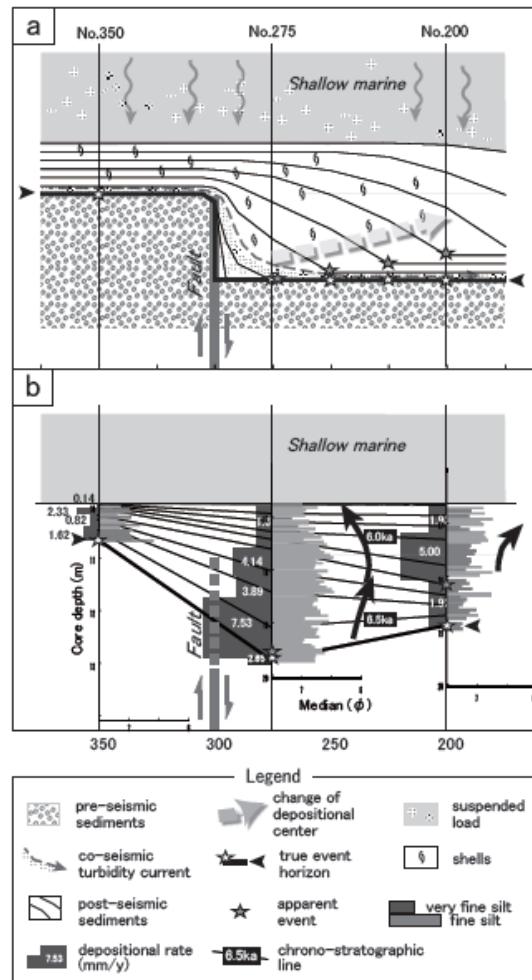 a
No.350 No.275 No.200
Shallow marine
Fault
b
Shallow marine
0.14
2.33
0.82
1.62
4.14
3.89
7.53
2.65
6.0ka
5.00
6.5ka
Core depth (m)
Fault
Median (ϕ)
350 300 275 200
Legend
pre-seismic sediments
change of depositional center
suspended load
co-seismic turbidity current
true event horizon
shells
post-seismic sediments
apparent event
very fine silt
fine silt
7.53 depositional rate (mm/y)
6.5ka chrono-stratographic line